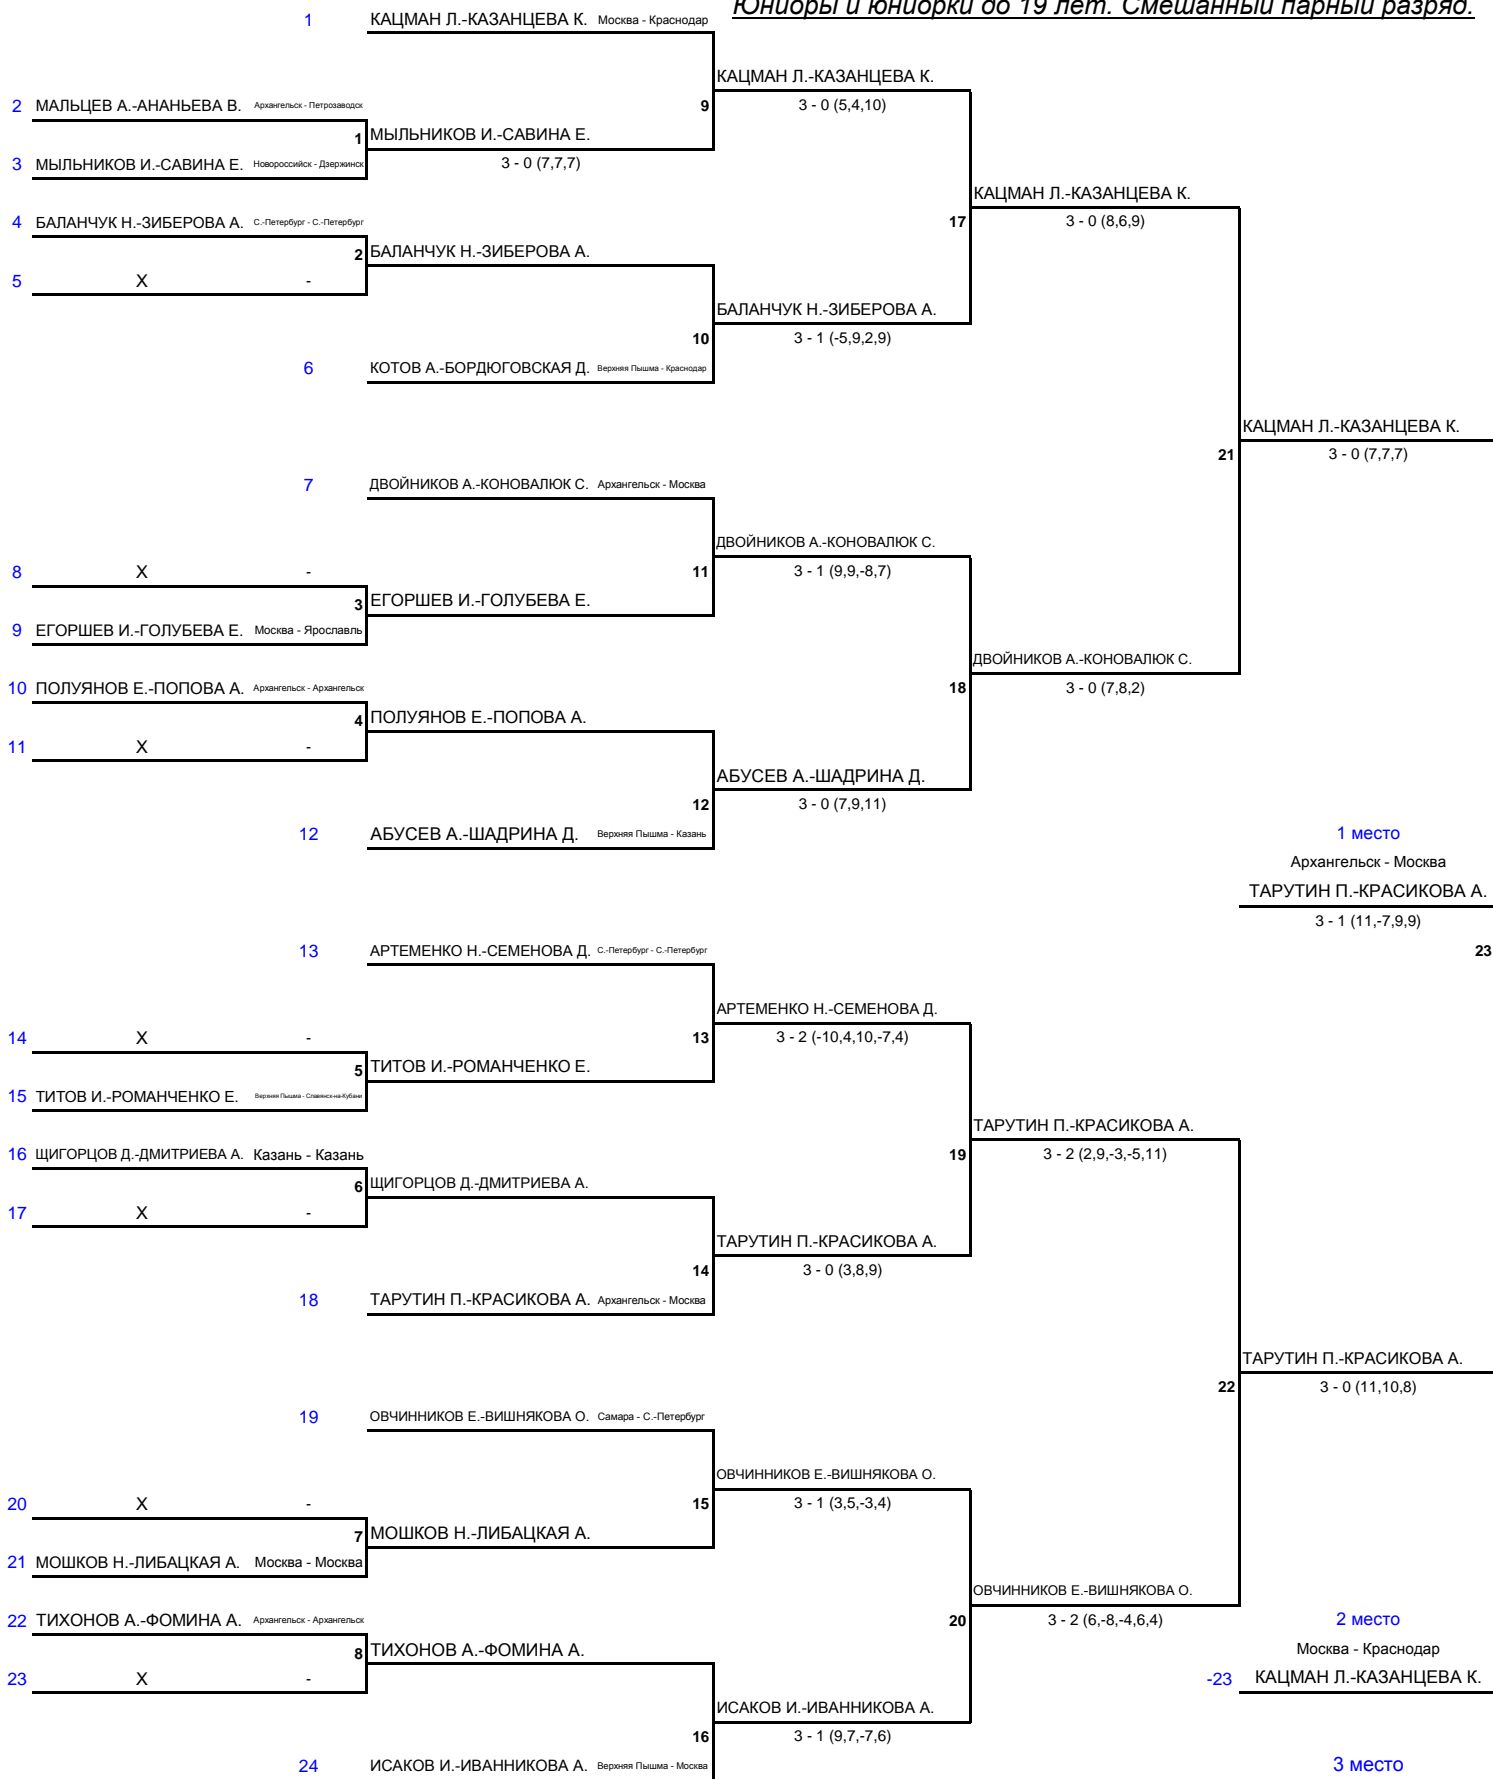 Юниоры и юниорки до 19 лет. Смешанный парный разряд.
1 КАЦМАН Л.-КАЗАНЦЕВА К. Москва - Краснодар
КАЦМАН Л.-КАЗАНЦЕВА К.
2 МАЛЬЦЕВ А.-АНАНЬЕВА В. Архангельск - Петрозаводск 9 3 - 0 (5,4,10)
1 МЫЛЬНИКОВ И.-САВИНА Е.
3 МЫЛЬНИКОВ И.-САВИНА Е. Новороссийск - Дзержинск 3 - 0 (7,7,7)
КАЦМАН Л.-КАЗАНЦЕВА К.
4 БАЛАНЧУК Н.-ЗИБЕРОВА А. С.-Петербург - С.-Петербург 17 3 - 0 (8,6,9)
2 БАЛАНЧУК Н.-ЗИБЕРОВА А.
5 X -
БАЛАНЧУК Н.-ЗИБЕРОВА А.
10 3 - 1 (-5,9,2,9)
6 КОТОВ А.-БОРДЮГОВСКАЯ Д. Верхняя Пышма - Краснодар
КАЦМАН Л.-КАЗАНЦЕВА К.
21 3 - 0 (7,7,7)
7 ДВОЙНИКОВ А.-КОНОВАЛЮК С. Архангельск - Москва
ДВОЙНИКОВ А.-КОНОВАЛЮК С.
8 X - 11 3 - 1 (9,9,-8,7)
3 ЕГОРШЕВ И.-ГОЛУБЕВА Е.
9 ЕГОРШЕВ И.-ГОЛУБЕВА Е. Москва - Ярославль
ДВОЙНИКОВ А.-КОНОВАЛЮК С.
10 ПОЛУЯНОВ Е.-ПОПОВА А. Архангельск - Архангельск 18 3 - 0 (7,8,2)
4 ПОЛУЯНОВ Е.-ПОПОВА А.
11 X -
АБУСЕВ А.-ШАДРИНА Д.
12 3 - 0 (7,9,11)
12 АБУСЕВ А.-ШАДРИНА Д. Верхняя Пышма - Казань 1 место
Архангельск - Москва
ТАРУТИН П.-КРАСИКОВА А.
3 - 1 (11,-7,9,9)
13 АРТЕМЕНКО Н.-СЕМЕНОВА Д. С.-Петербург - С.-Петербург 23
АРТЕМЕНКО Н.-СЕМЕНОВА Д.
14 X - 13 3 - 2 (-10,4,10,-7,4)
5 ТИТОВ И.-РОМАНЧЕНКО Е.
15 ТИТОВ И.-РОМАНЧЕНКО Е. Верхняя Пышма - Славянск-на-Кубани
ТАРУТИН П.-КРАСИКОВА А.
16 ЩИГОРЦОВ Д.-ДМИТРИЕВА А. Казань - Казань 19 3 - 2 (2,9,-3,-5,11)
6 ЩИГОРЦОВ Д.-ДМИТРИЕВА А.
17 X -
ТАРУТИН П.-КРАСИКОВА А.
14 3 - 0 (3,8,9)
18 ТАРУТИН П.-КРАСИКОВА А. Архангельск - Москва
ТАРУТИН П.-КРАСИКОВА А.
22 3 - 0 (11,10,8)
19 ОВЧИННИКОВ Е.-ВИШНЯКОВА О. Самара - С.-Петербург
ОВЧИННИКОВ Е.-ВИШНЯКОВА О.
20 X - 15 3 - 1 (3,5,-3,4)
7 МОШКОВ Н.-ЛИБАЦКАЯ А.
21 МОШКОВ Н.-ЛИБАЦКАЯ А. Москва - Москва
ОВЧИННИКОВ Е.-ВИШНЯКОВА О.
22 ТИХОНОВ А.-ФОМИНА А. Архангельск - Архангельск 20 3 - 2 (6,-8,-4,6,4) 2 место
8 ТИХОНОВ А.-ФОМИНА А. Москва - Краснодар
23 X - -23 КАЦМАН Л.-КАЗАНЦЕВА К.
ИСАКОВ И.-ИВАННИКОВА А.
16 3 - 1 (9,7,-7,6)
24 ИСАКОВ И.-ИВАННИКОВА А. Верхняя Пышма - Москва 3 место